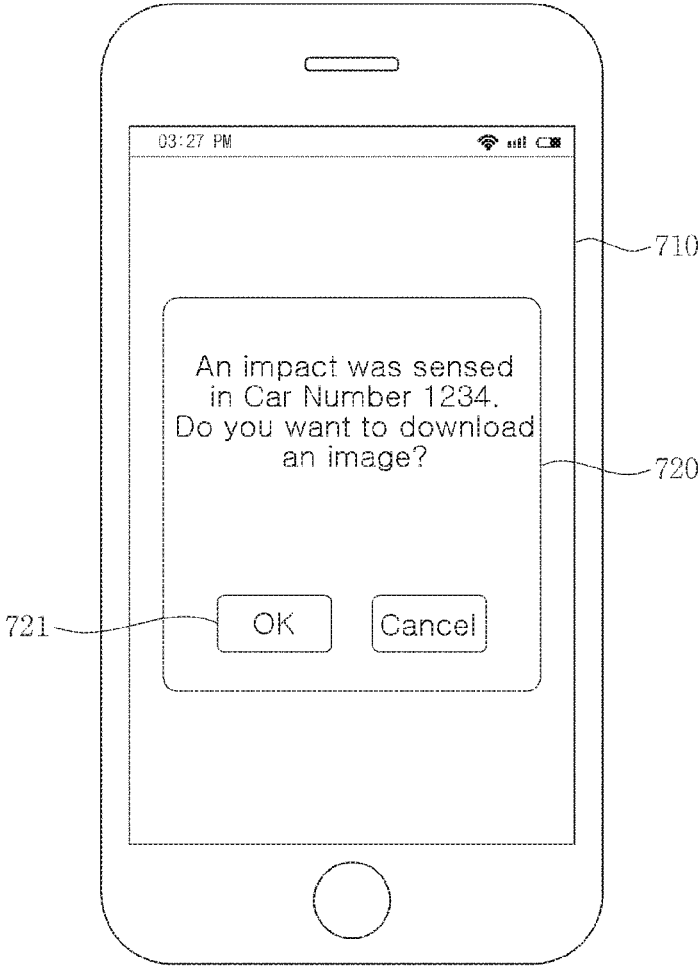 03:27 PM
710
An impact was sensed
in Car Number 1234.
Do you want to download
an image?
720
721
OK
Cancel